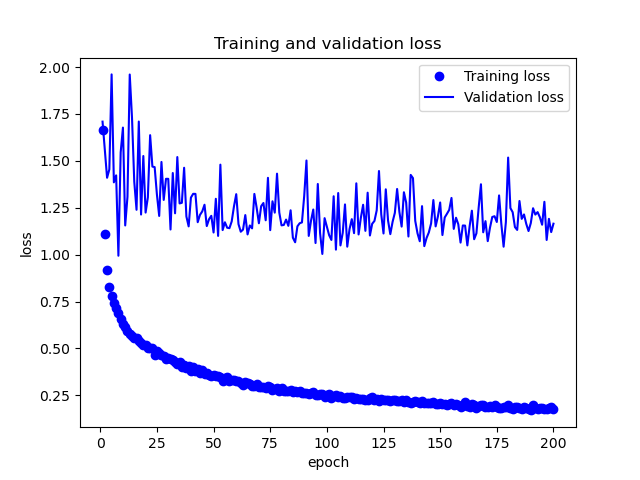 Training and validation loss
Training loss
Validation loss
2.00
1.75
1.50
1.25
1.00
0.75
0.50
0.25
loss
0 25 50 75 100 125 150 175 200
epoch